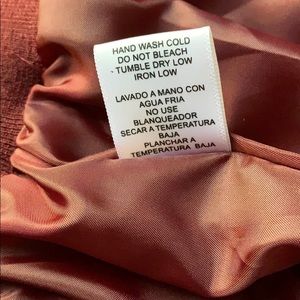 HAND WASH COLD
DO NOT BLEACH
TUMBLE DRY LOW
IRON LOW
LAVADO A MANO CON
AGUA FRIA
NO USE
BLANQUEADOR
SECAR A TEMPERATURA
BAJA
PLANCHAR A
TEMPERATURA BAJA